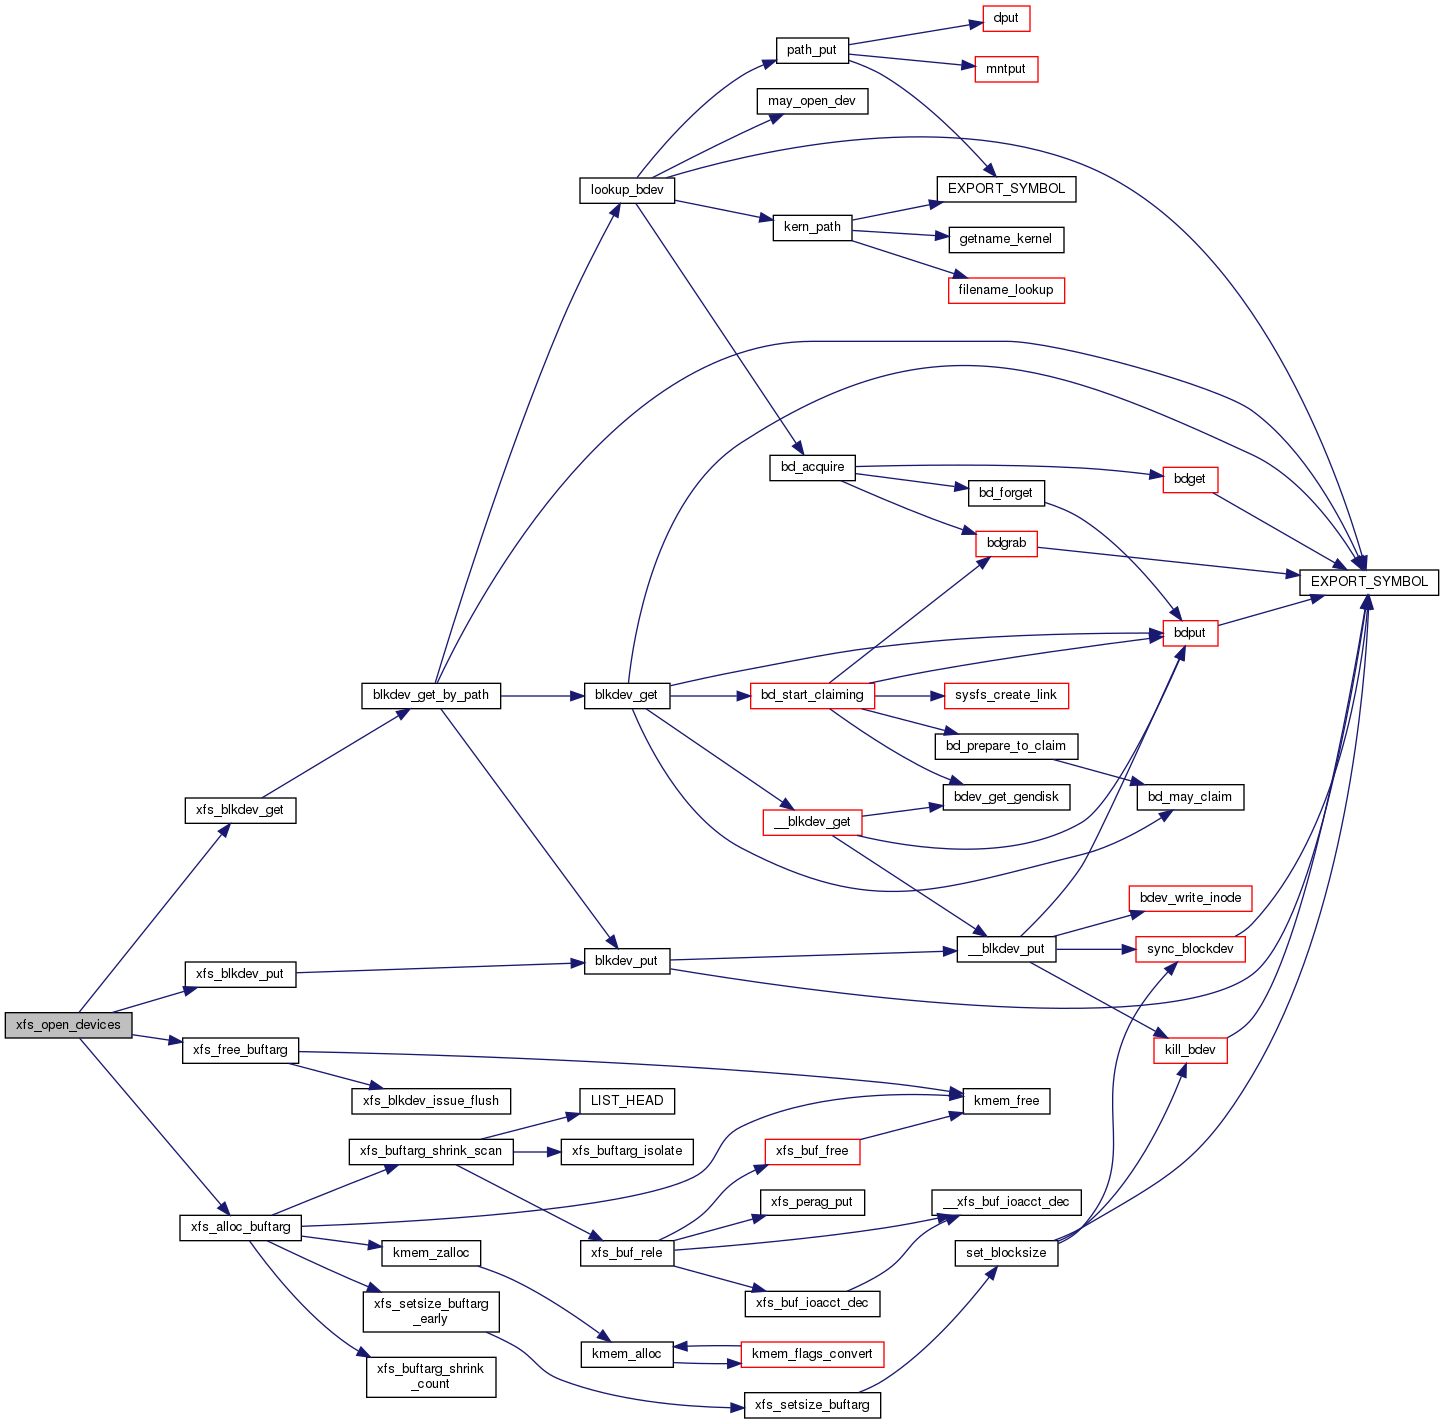 dput
path_put
mntput
may_open_dev
lookup_bdev
EXPORT_SYMBOL
kern_path
getname_kernel
filename_lookup
bd_acquire
bdget
bd_forget
bdgrab
EXPORT_SYMBOL
bdput
blkdev_get_by_path
blkdev_get
bd_start_claiming
sysfs_create_link
bd_prepare_to_claim
bdev_get_gendisk
bd_may_claim
xfs_blkdev_get
__blkdev_get
bdev_write_inode
__blkdev_put
sync_blockdev
blkdev_put
xfs_blkdev_put
xfs_open_devices
xfs_free_buftarg
kill_bdev
xfs_blkdev_issue_flush
LIST_HEAD
kmem_free
xfs_buftarg_shrink_scan
xfs_buftarg_isolate
xfs_buf_free
xfs_perag_put
__xfs_buf_ioacct_dec
xfs_alloc_buftarg
kmem_zalloc
xfs_buf_rele
set_blocksize
xfs_setsize_buftarg
_early
xfs_buf_ioacct_dec
kmem_alloc
kmem_flags_convert
xfs_buftarg_shrink
_count
xfs_setsize_buftarg